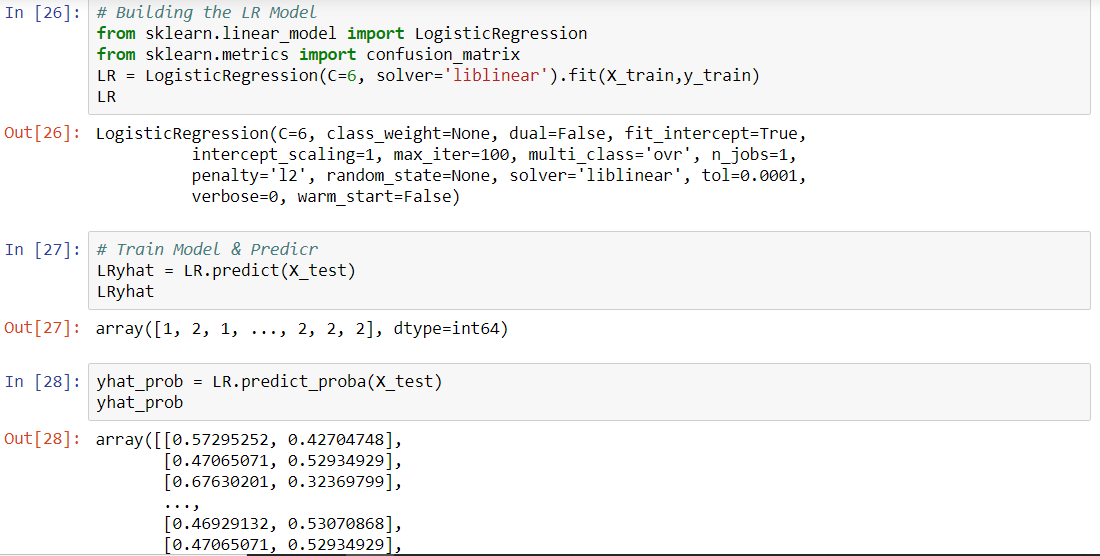 In [26]: # Building the LR Model
from sklearn.linear_model import LogisticRegression
from sklearn.metrics import confusion_matrix
LR = LogisticRegression(C=6, solver='liblinear').fit(X_train,y_train)
LR
Out[26]: LogisticRegression(C=6, class_weight=None, dual=False, fit_intercept=True,
intercept_scaling=1, max_iter=100, multi_class='ovr', n_jobs=1,
penalty='l2', random_state=None, solver='liblinear', tol=0.0001,
verbose=0, warm_start=False)
In [27]: # Train Model & Predicr
LRyhat = LR.predict(X_test)
LRyhat
Out[27]: array([1, 2, 1, ..., 2, 2, 2], dtype=int64)
In [28]: yhat_prob = LR.predict_proba(X_test)
yhat_prob
Out[28]: array([[0.57295252, 0.42704748],
[0.47065071, 0.52934929],
[0.67630201, 0.32369799],
...,
[0.46929132, 0.53070868],
[0.47065071, 0.52934929],